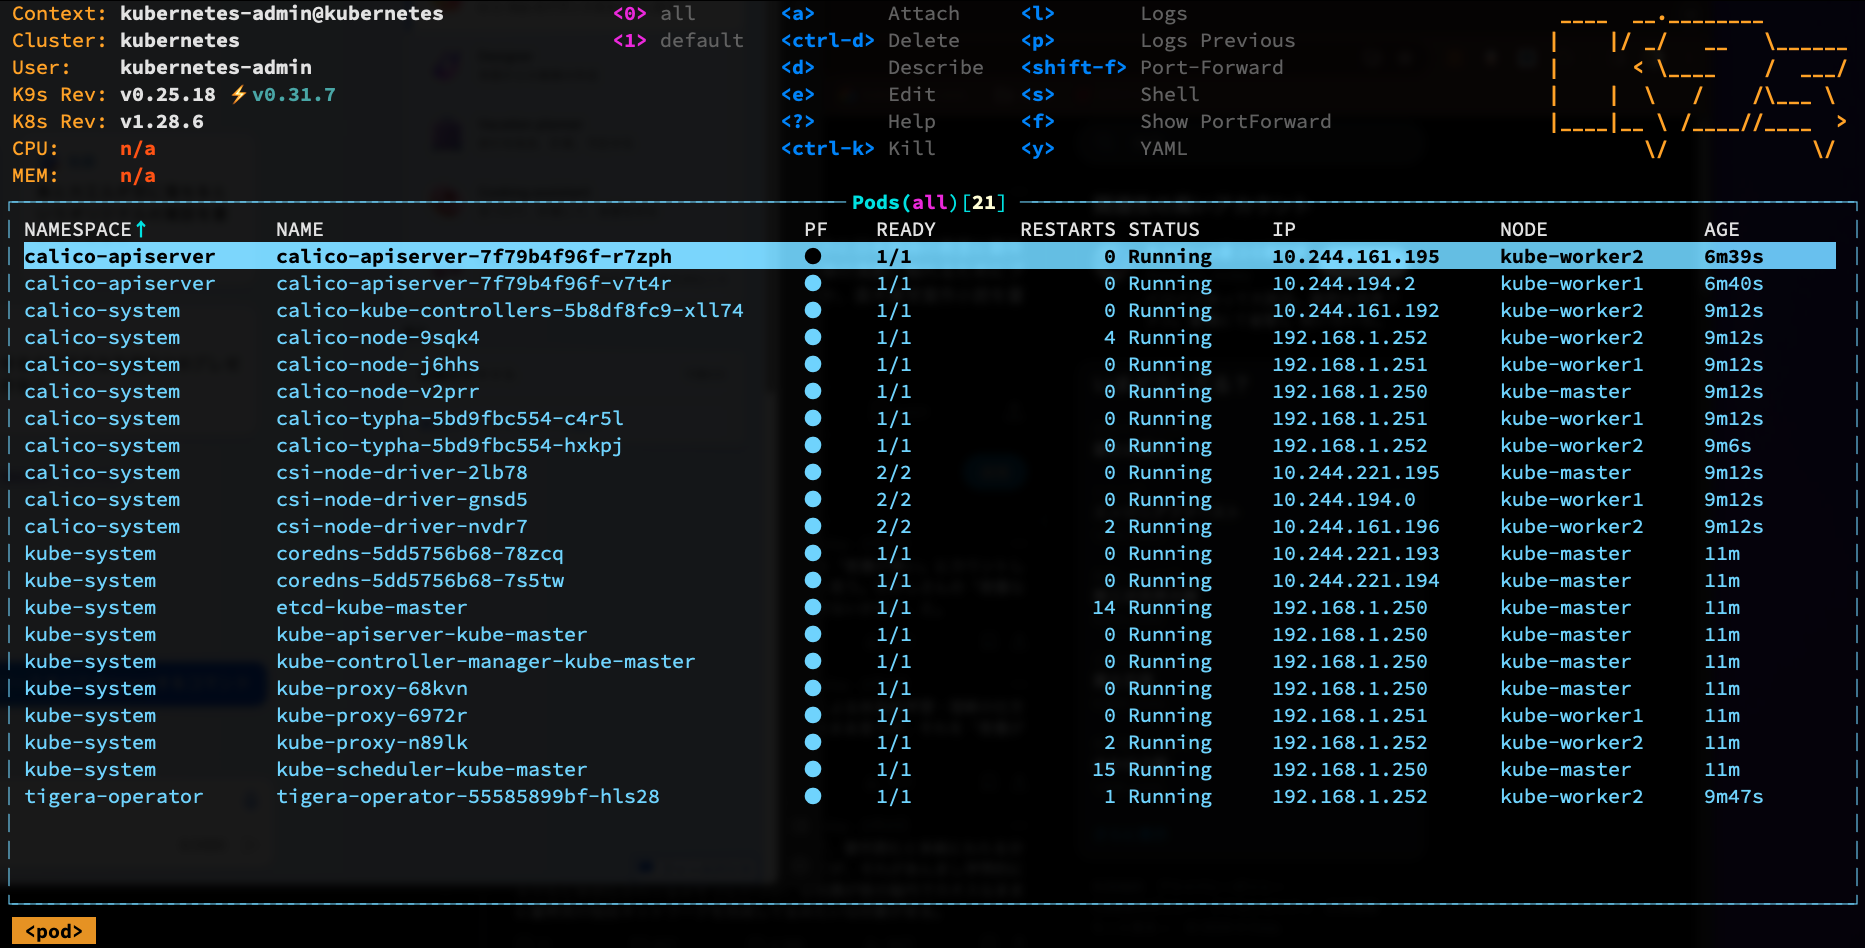 Context: kubernetes-admin@kubernetes <0> all <a> Attach <l> Logs
Cluster: kubernetes <1> default <ctrl-d> Delete <p> Logs Previous
User: kubernetes-admin <d> Describe <shift-f> Port-Forward
K9s Rev: v0.25.18 ⚡v0.31.7 <e> Edit <s> Shell
K8s Rev: v1.28.6 <?> Help <f> Show PortForward
CPU: n/a <ctrl-k> Kill <y> YAML
MEM: n/a
Pods(all)[21]
NAMESPACE↑ NAME PF READY RESTARTS STATUS IP NODE AGE
calico-apiserver calico-apiserver-7f79b4f96f-r7zph ● 1/1 0 Running 10.244.161.195 kube-worker2 6m39s
calico-apiserver calico-apiserver-7f79b4f96f-v7t4r ● 1/1 0 Running 10.244.194.2 kube-worker1 6m40s
calico-system calico-kube-controllers-5b8df8fc9-xll74 ● 1/1 0 Running 10.244.161.192 kube-worker2 9m12s
calico-system calico-node-9sqk4 ● 1/1 4 Running 192.168.1.252 kube-worker2 9m12s
calico-system calico-node-j6hhs ● 1/1 0 Running 192.168.1.251 kube-worker1 9m12s
calico-system calico-node-v2prr ● 1/1 0 Running 192.168.1.250 kube-master 9m12s
calico-system calico-typha-5bd9fbc554-c4r5l ● 1/1 0 Running 192.168.1.251 kube-worker1 9m12s
calico-system calico-typha-5bd9fbc554-hxkpj ● 1/1 0 Running 192.168.1.252 kube-worker2 9m6s
calico-system csi-node-driver-2lb78 ● 2/2 0 Running 10.244.221.195 kube-master 9m12s
calico-system csi-node-driver-gnsd5 ● 2/2 0 Running 10.244.194.0 kube-worker1 9m12s
calico-system csi-node-driver-nvdr7 ● 2/2 2 Running 10.244.161.196 kube-worker2 9m12s
kube-system coredns-5dd5756b68-78zcq ● 1/1 0 Running 10.244.221.193 kube-master 11m
kube-system coredns-5dd5756b68-7s5tw ● 1/1 0 Running 10.244.221.194 kube-master 11m
kube-system etcd-kube-master ● 1/1 14 Running 192.168.1.250 kube-master 11m
kube-system kube-apiserver-kube-master ● 1/1 0 Running 192.168.1.250 kube-master 11m
kube-system kube-controller-manager-kube-master ● 1/1 0 Running 192.168.1.250 kube-master 11m
kube-system kube-proxy-68kvn ● 1/1 0 Running 192.168.1.250 kube-master 11m
kube-system kube-proxy-6972r ● 1/1 0 Running 192.168.1.251 kube-worker1 11m
kube-system kube-proxy-n89lk ● 1/1 2 Running 192.168.1.252 kube-worker2 11m
kube-system kube-scheduler-kube-master ● 1/1 15 Running 192.168.1.250 kube-master 11m
tigera-operator tigera-operator-55585899bf-hls28 ● 1/1 1 Running 192.168.1.252 kube-worker2 9m47s
<pod>